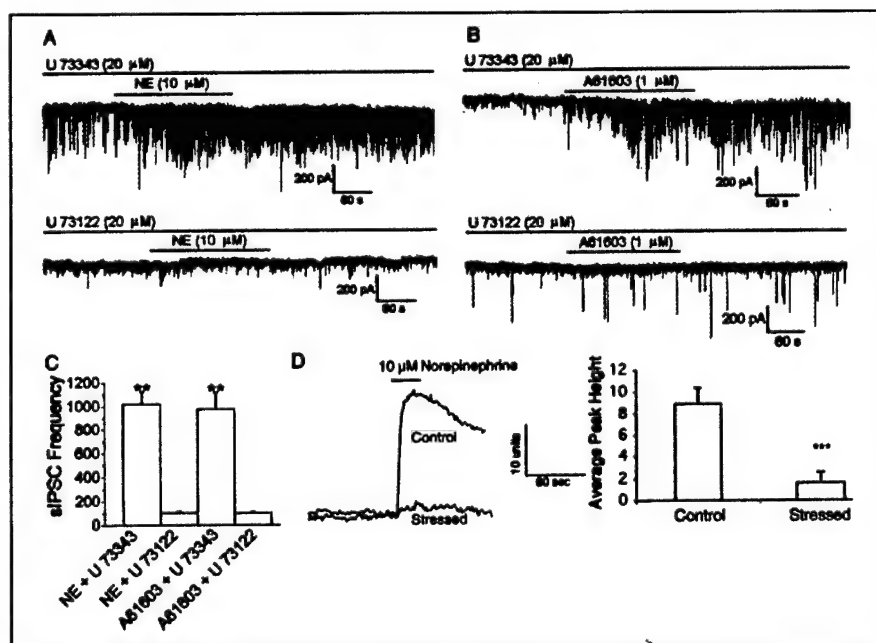 A
U 73343 (20 µM)
NE (10 µM)
200 pA
60 s
U 73122 (20 µM)
NE (10 µM)
200 pA
60 s
B
U 73343 (20 µM)
A61603 (1 µM)
200 pA
60 s
U 73122 (20 µM)
A61603 (1 µM)
200 pA
60 s
C
sIPSC Frequency
1200
1000
800
600
400
200
0
**
**
NE + U 73343
NE + U 73122
A61603 + U 73343
A61603 + U 73122
D
10 µM Norepinephrine
Control
Stressed
10 units
60 sec
Average Peak Height
12
10
8
6
4
2
0
***
Control
Stressed